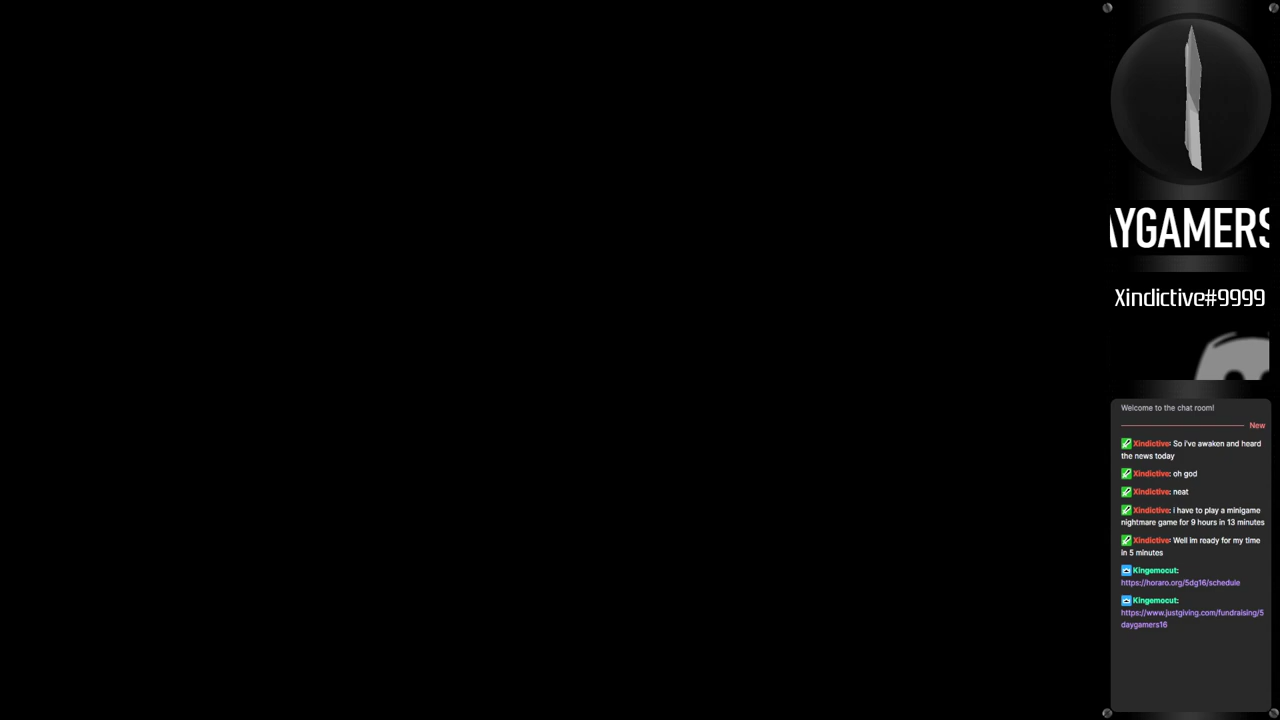 AYGAMERS
Xindictive#9999
Welcome to the chat room!
New
Xindictive: So i've awaken and heard
the news today
Xindictive: oh god
Xindictive: neat
Xindictive: i have to play a minigame
nightmare game for 9 hours in 13 minutes
Xindictive: Well im ready for my time
in 5 minutes
Kingemocut:
https://horaro.org/5dg16/schedule
Kingemocut:
https://www.justgiving.com/fundraising/5
daygamers16